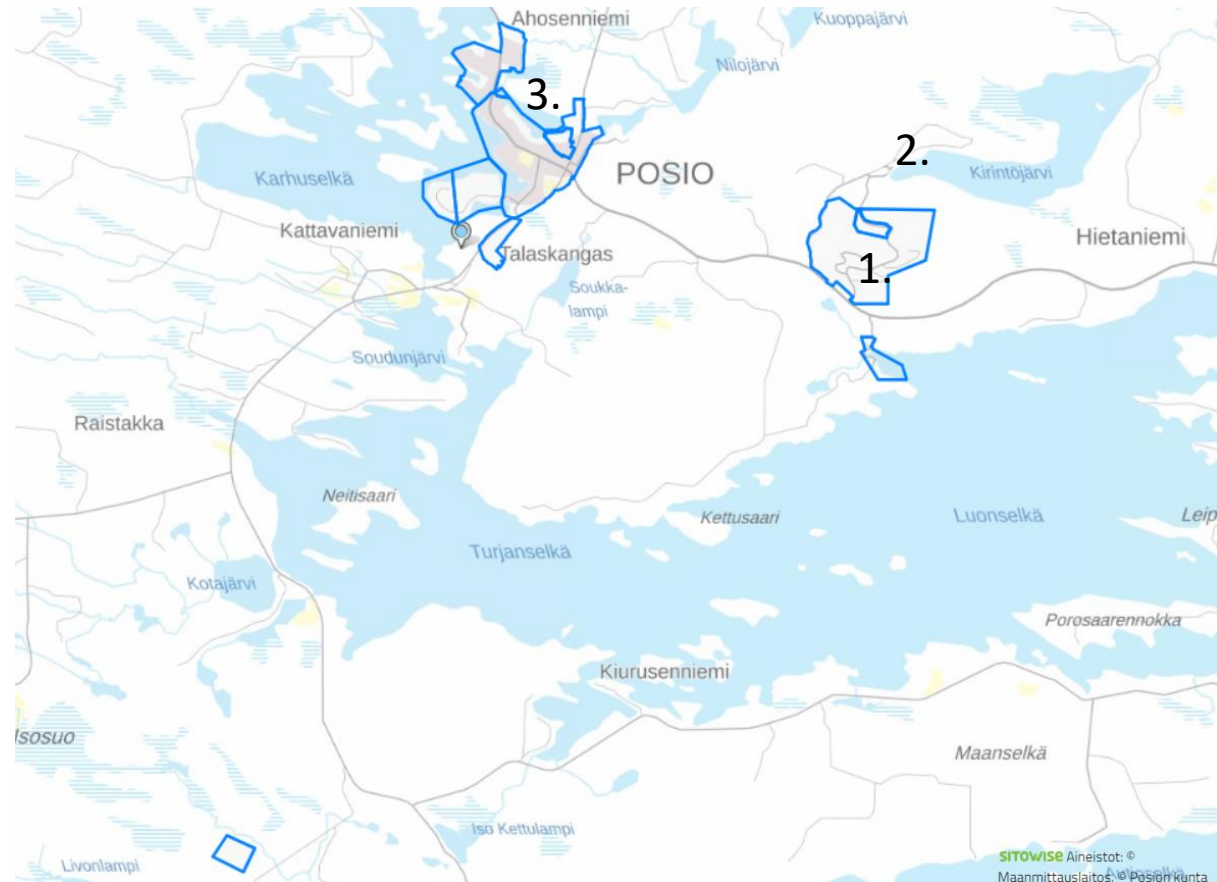 Ahosenniemi
Kuoppajärvi
Nilojärvi
3.
2.
POSIO
Karhuselkä
Kirintöjärvi
Kattavaniemi
Hietaniemi
Talaskangas
1.
Soukka-
lampi
Soudunjärvi
Raistakka
Neitisaari
Kettusaari
Luonselkä
Leip
Turjanselkä
Kotajärvi
Porosaarennokka
Kiurusenniemi
Isosuo
Maanselkä
Iso Kettulampi
Livonlampi
SITOWISE Aineistot: ©
Maanmittauslaitos, © Posion kunta